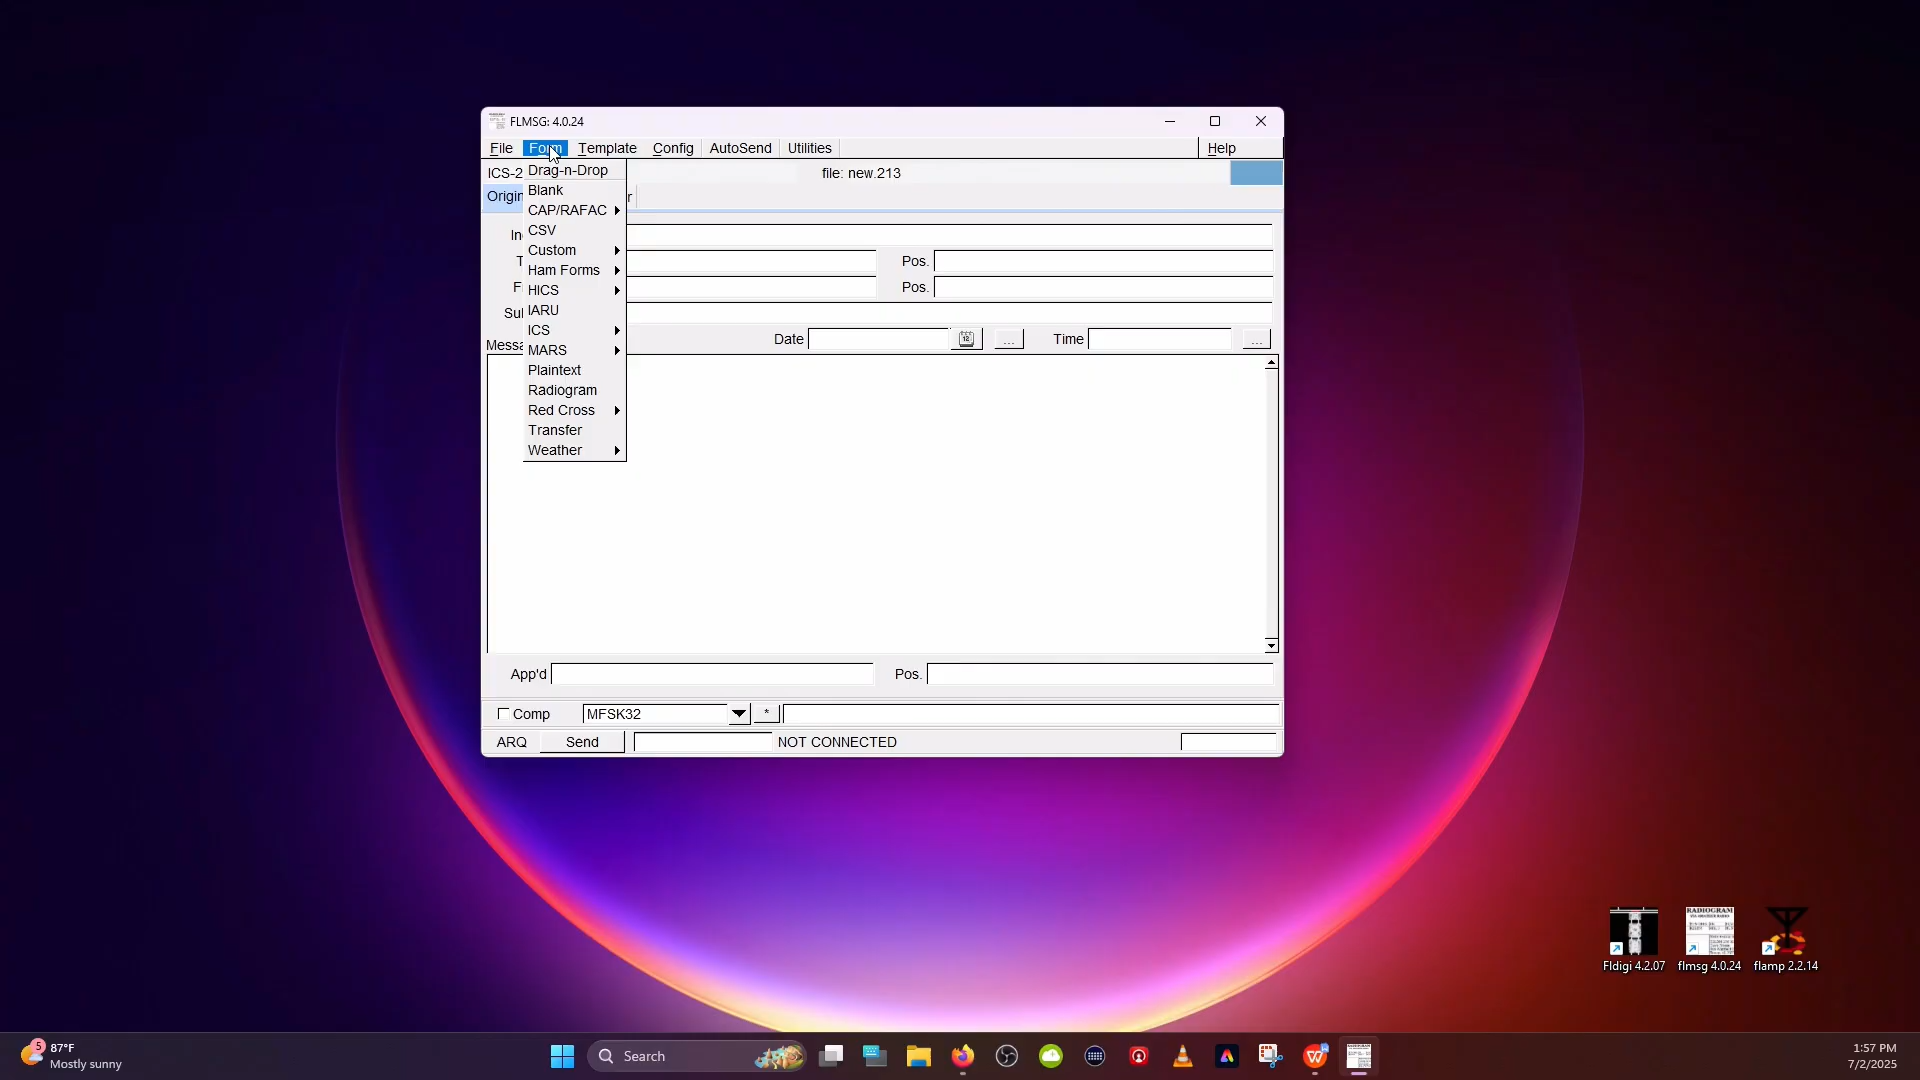 FLMSG: 4.0.24
File Form Template Config AutoSend Utilities Help
ICS-2 file: new.213
Origin r
Drag-n-Drop
Blank
CAP/RAFAC
CSV
Custom
Ham Forms
HICS
IARU
ICS
MARS
Plaintext
Radiogram
Red Cross
Transfer
Weather
In
T Pos.
F Pos.
Su
Date 12 ... Time ...
Messa
App'd Pos.
Comp MFSK32 *
ARQ Send NOT CONNECTED
RADIOGRAM
Fldigi 4.2.07 flmsg 4.0.24 flamp 2.2.14
5 87°F
Mostly sunny
Search
1:57 PM
7/2/2025